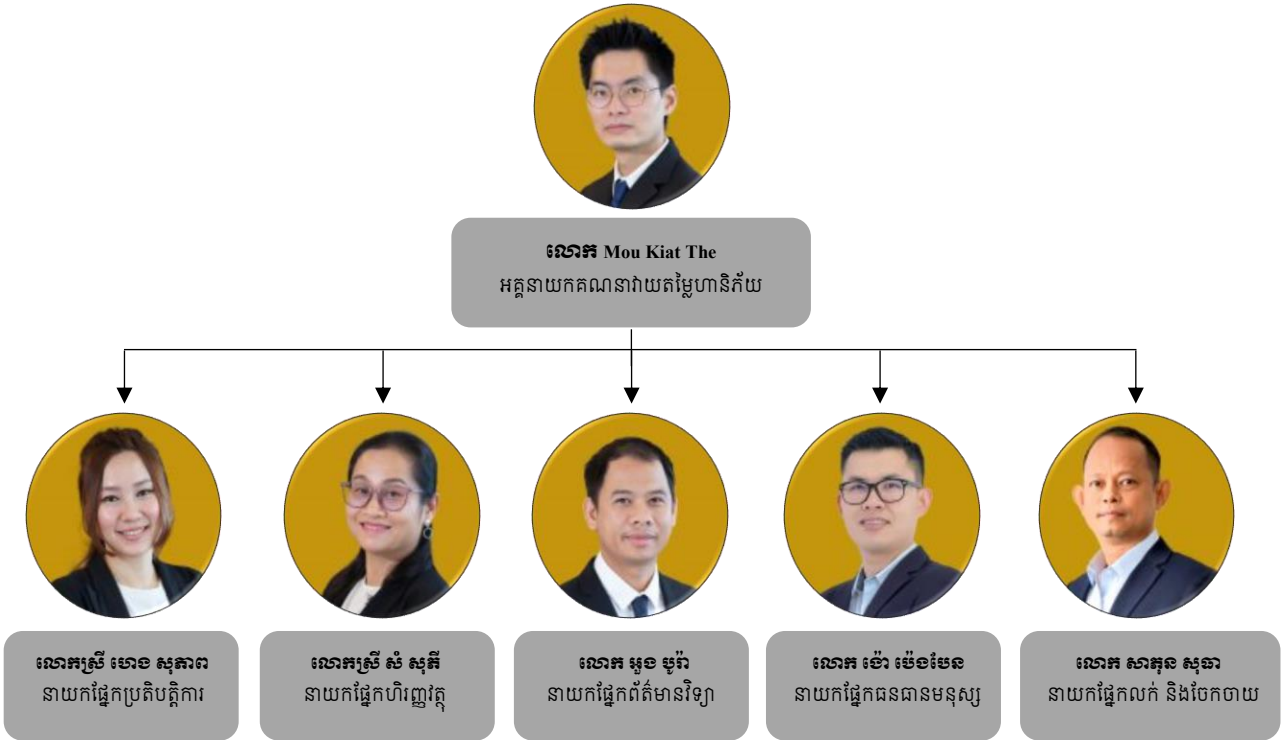 លោក Mou Kiat The
អគ្គនាយកគណនាវាយតម្លៃហានិភ័យ
លោកស្រី ហេង សុភាព
នាយកផ្នែកប្រតិបត្តិការ
លោកស្រី សំ សុភី
នាយកផ្នែកហិរញ្ញវត្ថុ
លោក អួង បូរ៉ា
នាយកផ្នែកព័ត៌មានវិទ្យា
លោក ង៉ោ ប៉េងបែន
នាយកផ្នែកធនធានមនុស្ស
លោក សាភុន សុធា
នាយកផ្នែកលក់ និងចែកចាយ